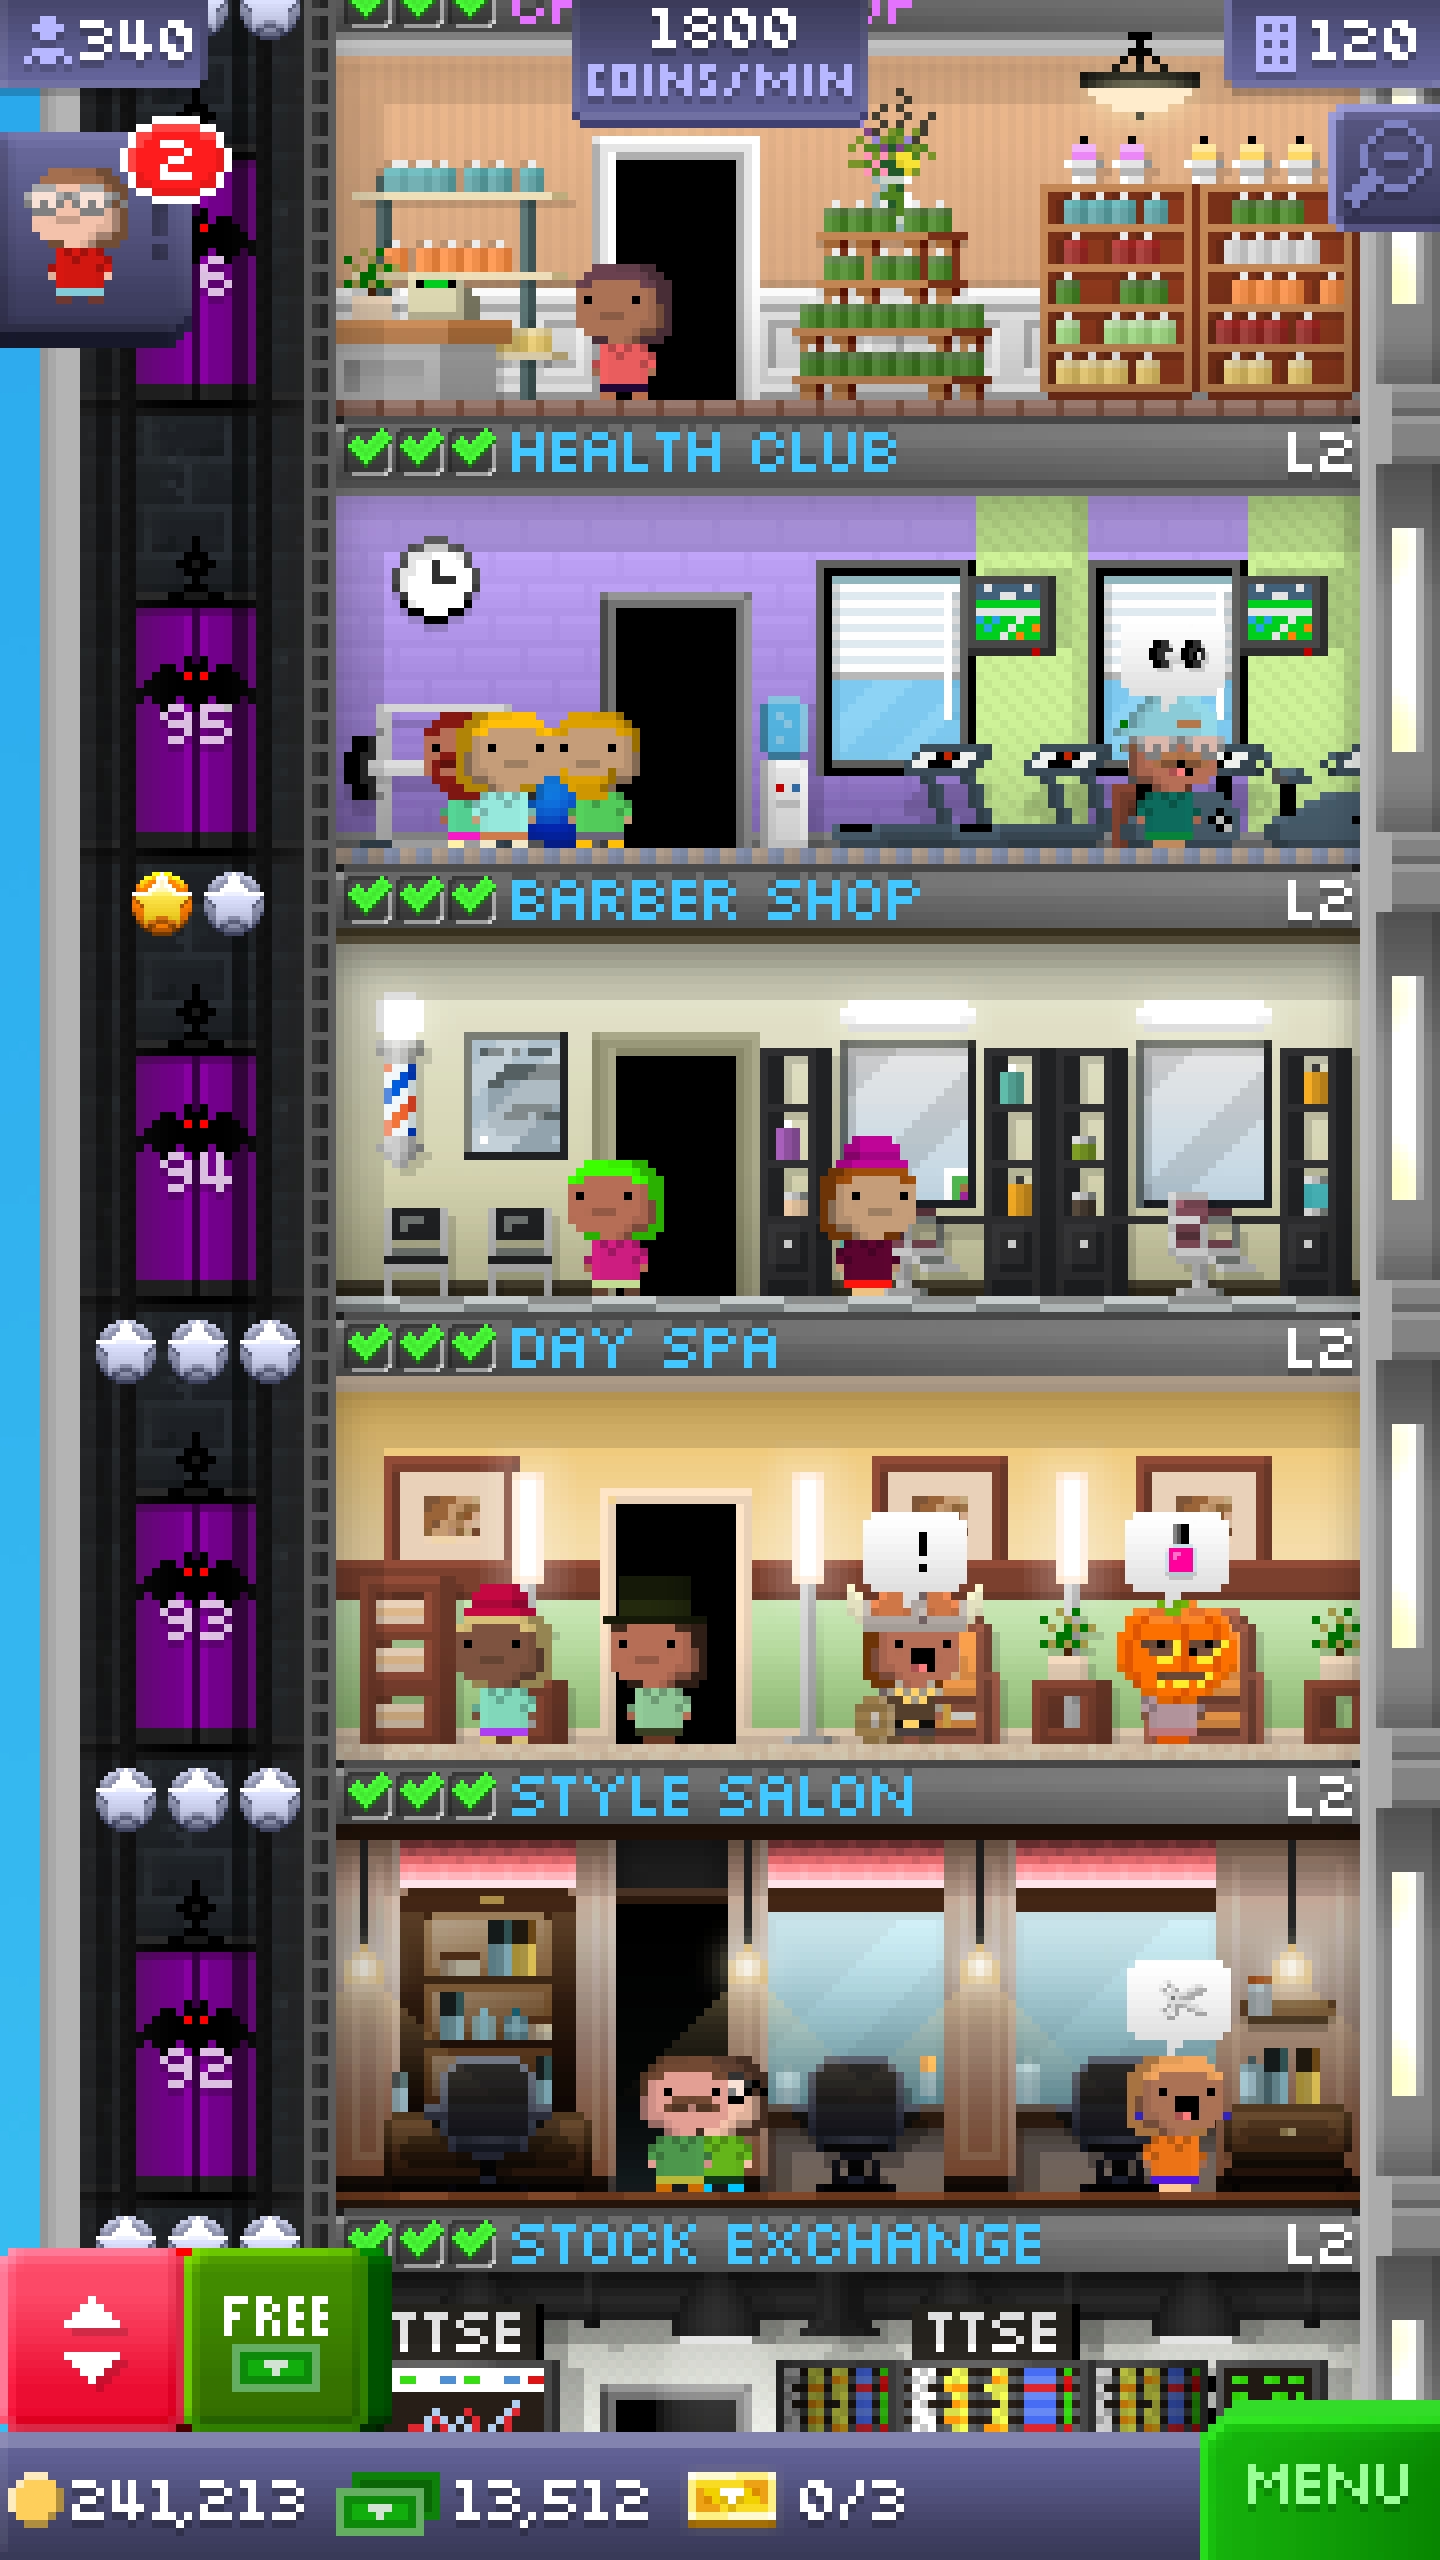 340
1800
COINS/MIN
120
2
6
HEALTH CLUB L2
95
BARBER SHOP L2
94
DAY SPA L2
!
93
STYLE SALON L2
92
STOCK EXCHANGE L2
FREE
TTSE TTSE
241,213 13,512 0/3
MENU